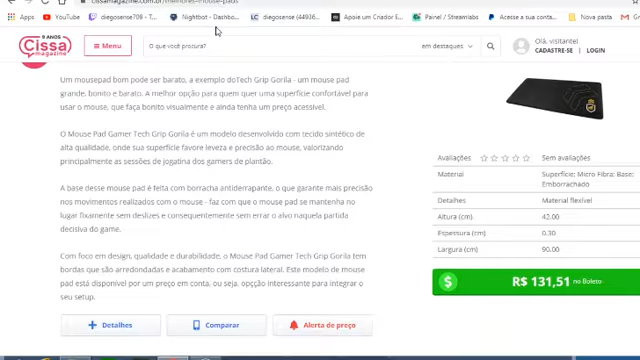 cissamagazine.com.br/melhores-mouse-pads
YouTube
diegosense709 - T...
Nightbot - Dashbo...
diegosense (44936...
Apoie um Criador E...
Painel / Streamlabs
Acesse a sua conta...
Nova pasta
G
9 ANOS
Cissa
magazine
Menu
O que você procura?
em destaques
Olá, visitante!
CADASTRE-SE | LOGIN
Um mousepad bom pode ser barato, a exemplo doTech Grip Gorila - um mouse pad
grande, bonito e barato. A melhor opção para quem quer uma superfície confortável para
usar o mouse, que faça bonito visualmente e ainda tenha um preço acessível.
O Mouse Pad Gamer Tech Grip Gorila é um modelo desenvolvido com tecido sintético de
alta qualidade, onde sua superfície favore leveza e precisão ao mouse, valorizando
principalmente as sessões de jogatina dos gamers de plantão.
A base desse mouse pad é feita com borracha antiderrapante, o que garante mais precisão
nos movimentos realizados com o mouse - faz com que o mouse pad se mantenha no
lugar fixamente sem deslizes e consequentemente sem errar o alvo naquela partida
decisiva do game.
Com foco em design, qualidade e durabilidade, o Mouse Pad Gamer Tech Grip Gorila tem
bordas que são arredondadas e acabamento com costura lateral. Este modelo de mouse
pad está disponível por um preço em conta, ou seja, opçção interessante para integrar o
seu setup.
Detalhes
Comparar
Alerta de preço
Avaliações
Sem avaliações
Material
Superfície: Micro Fibra; Base:
Emborrachado
Detalhes
Material flexível
Altura (cm)
42.00
Espessura (cm)
0,30
Largura (cm)
90.00
R$ 131,51 no Boleto